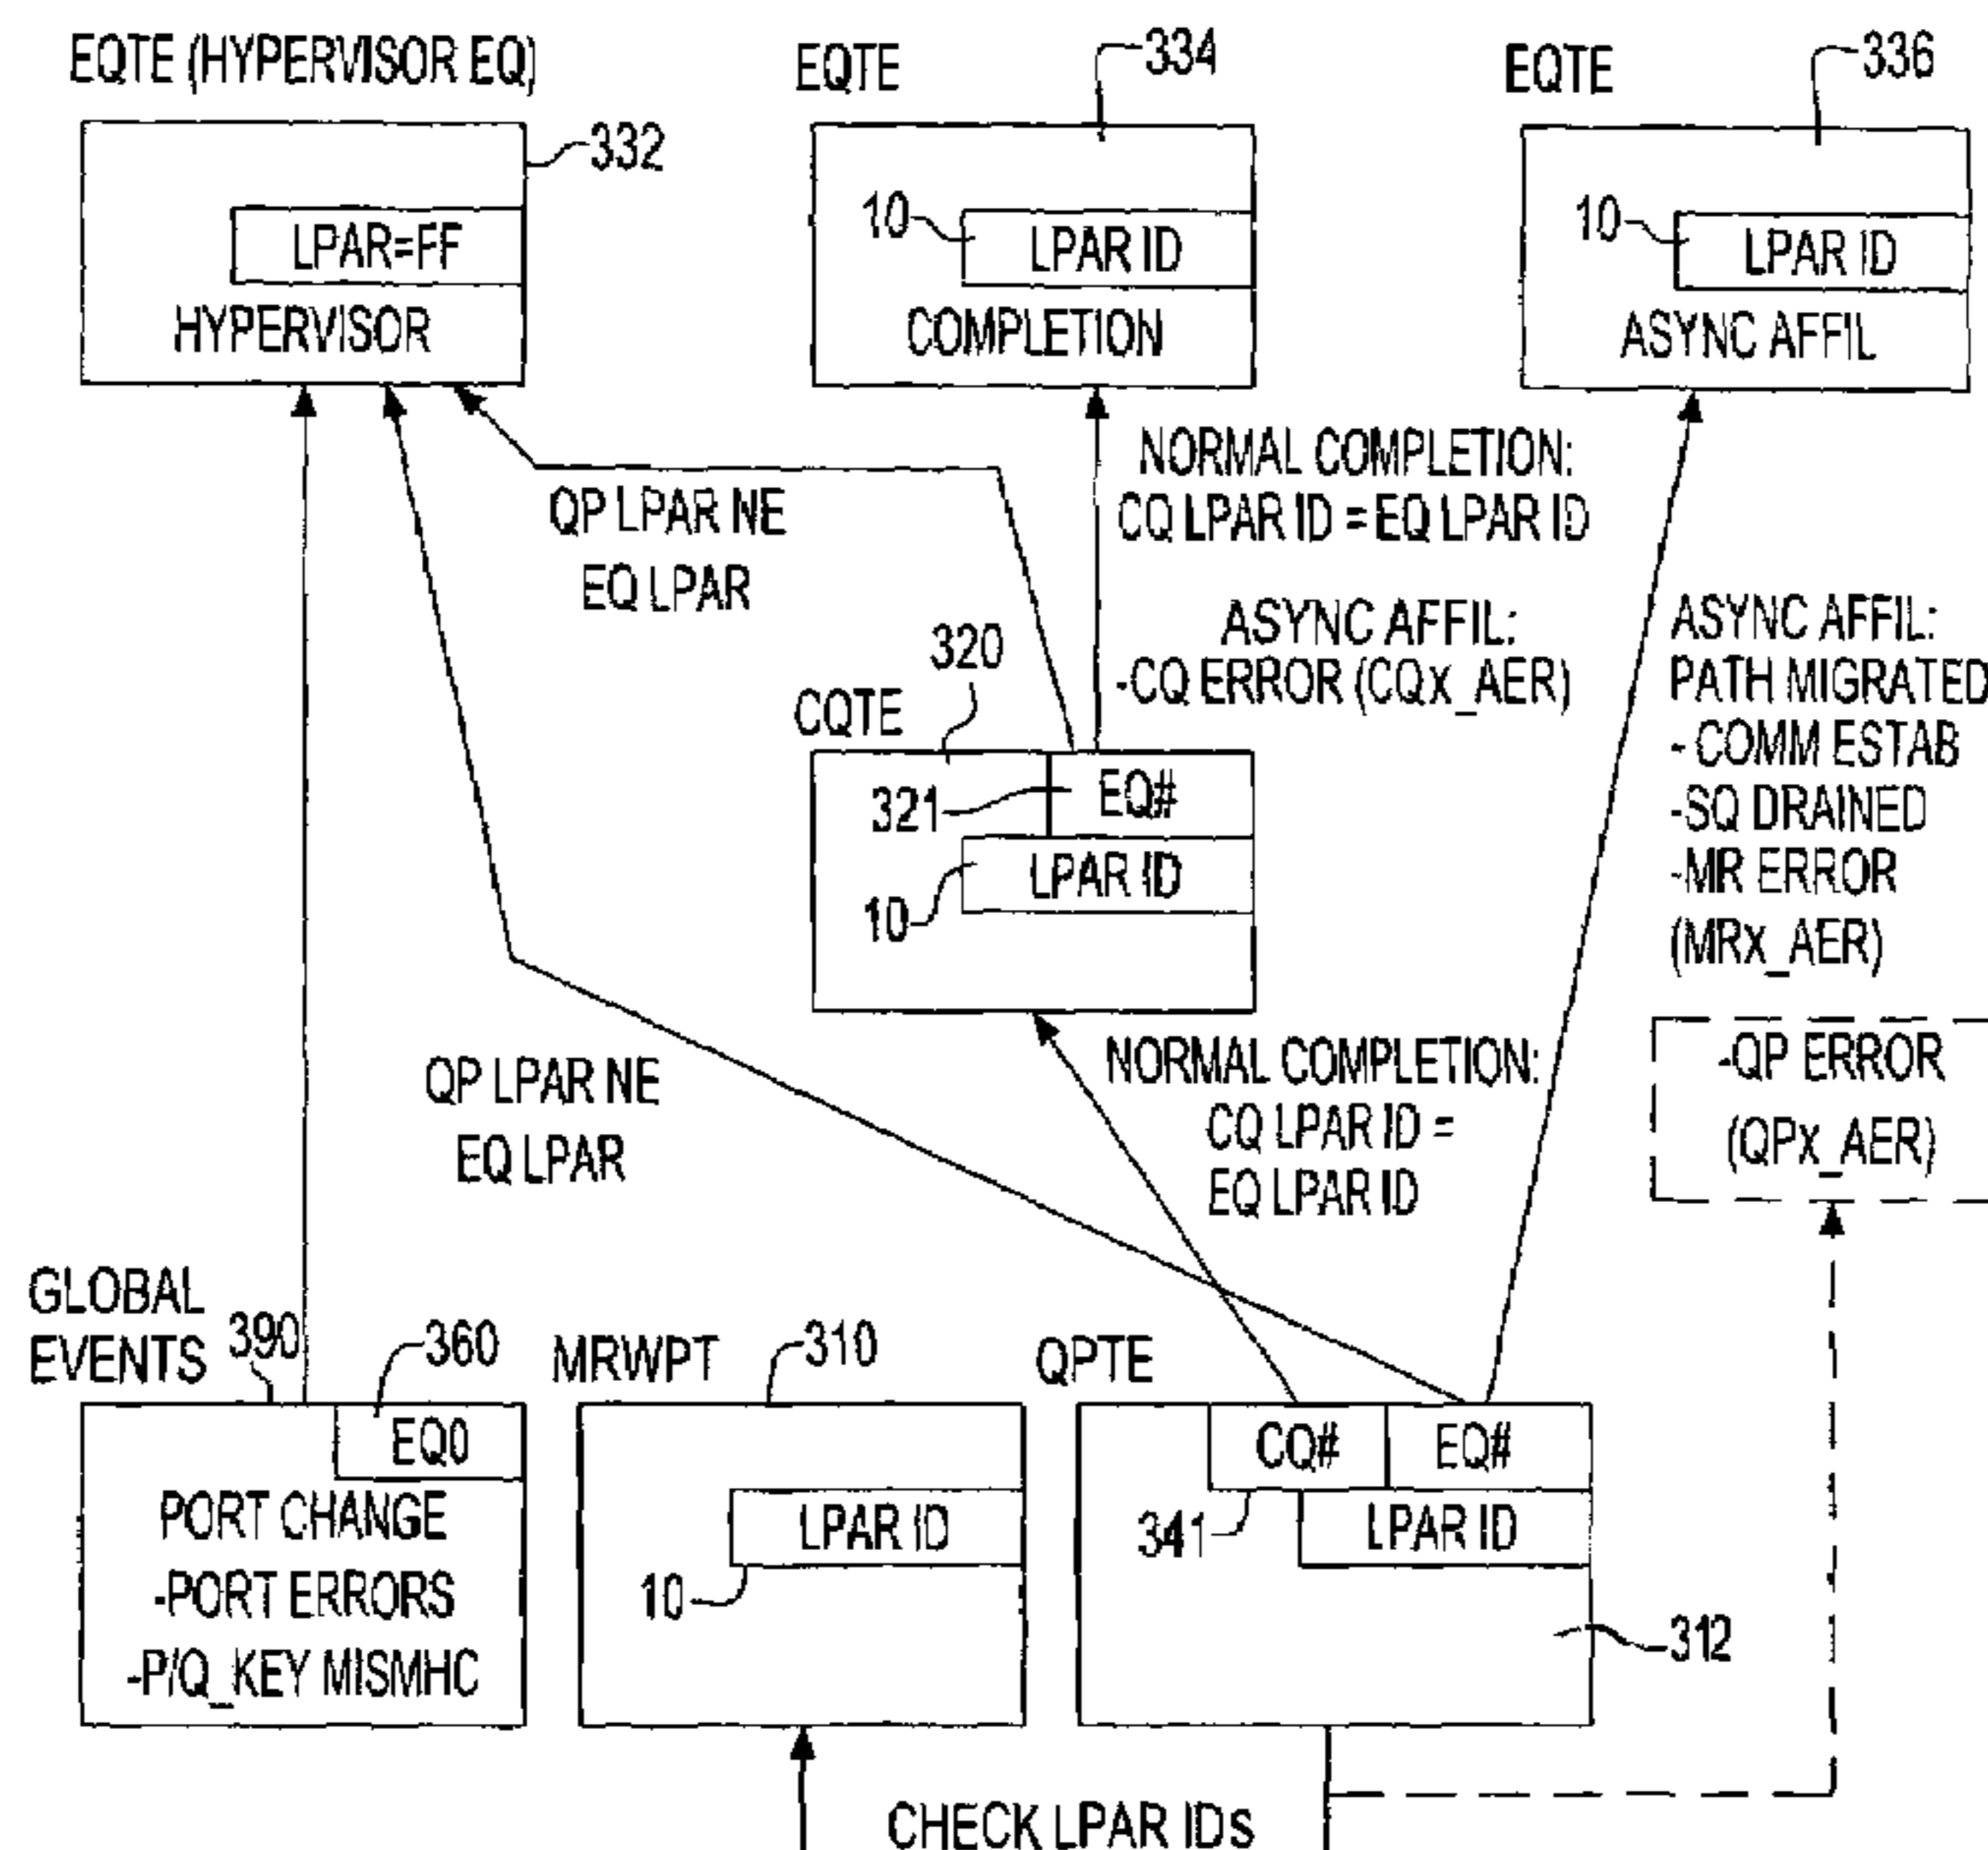 EQTE (HYPERVISOR EQ)
332
LPAR=FF
HYPERVISOR
EQTE
334
10
LPAR ID
COMPLETION
EQTE
336
10
LPAR ID
ASYNC AFFIL
QP LPAR NE
EQ LPAR
NORMAL COMPLETION:
CQ LPAR ID = EQ LPAR ID
ASYNC AFFIL:
-CQ ERROR (CQX_AER)
ASYNC AFFIL:
PATH MIGRATED
- COMM ESTAB
-SQ DRAINED
-MR ERROR
(MRX_AER)
-QP ERROR
(QPX_AER)
CQTE
320
321
EQ#
10
LPAR ID
QP LPAR NE
EQ LPAR
NORMAL COMPLETION:
CQ LPAR ID =
EQ LPAR ID
GLOBAL
EVENTS
390
360
EQ0
PORT CHANGE
-PORT ERRORS
-P/Q_KEY MISMHC
MRWPT
310
LPAR ID
10
QPTE
CQ#
EQ#
341
LPAR ID
312
CHECK LPAR IDs